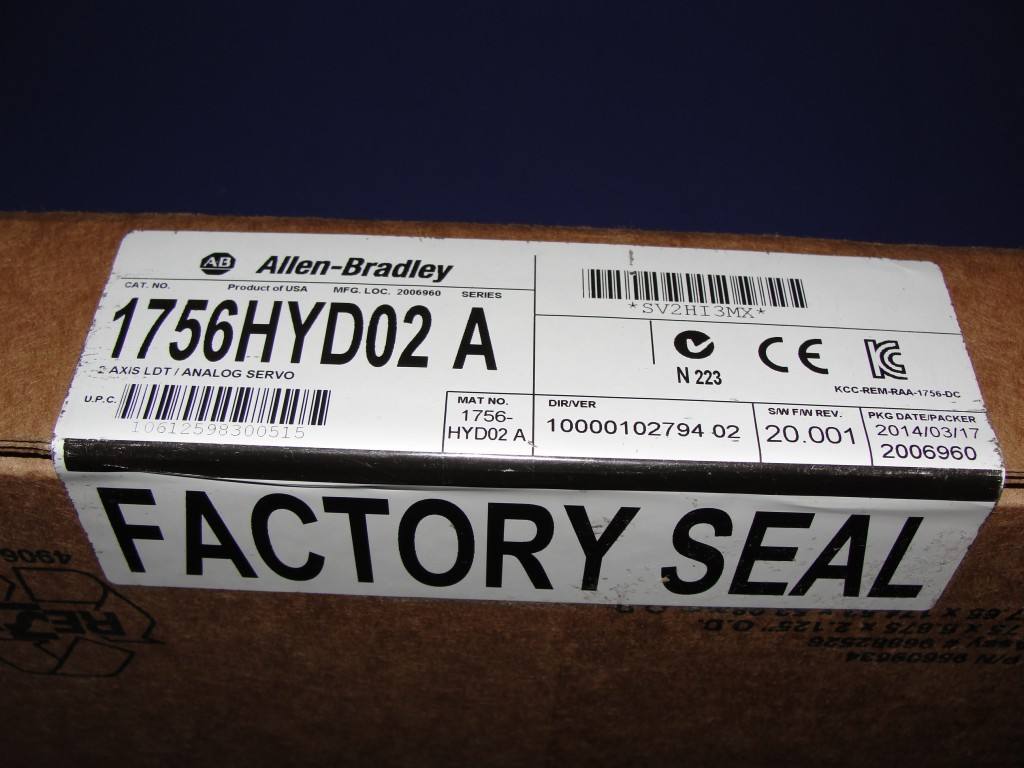 AB Allen-Bradley
CAT. NO. Product of USA MFG. LOC. 2006960 SERIES
1756HYD02 A
2 AXIS LDT / ANALOG SERVO
U.P.C.
10612598300515
MAT NO.
1756-
HYD02 A
*SV2HI3MX*
N 223
CE
KCC-REM-RAA-1756-DC
DIR/VER
10000102794 02
S/W F/W REV.
20.001
PKG DATE/PACKER
2014/03/17
2006960
FACTORY SEAL
4906
P/N 95609634